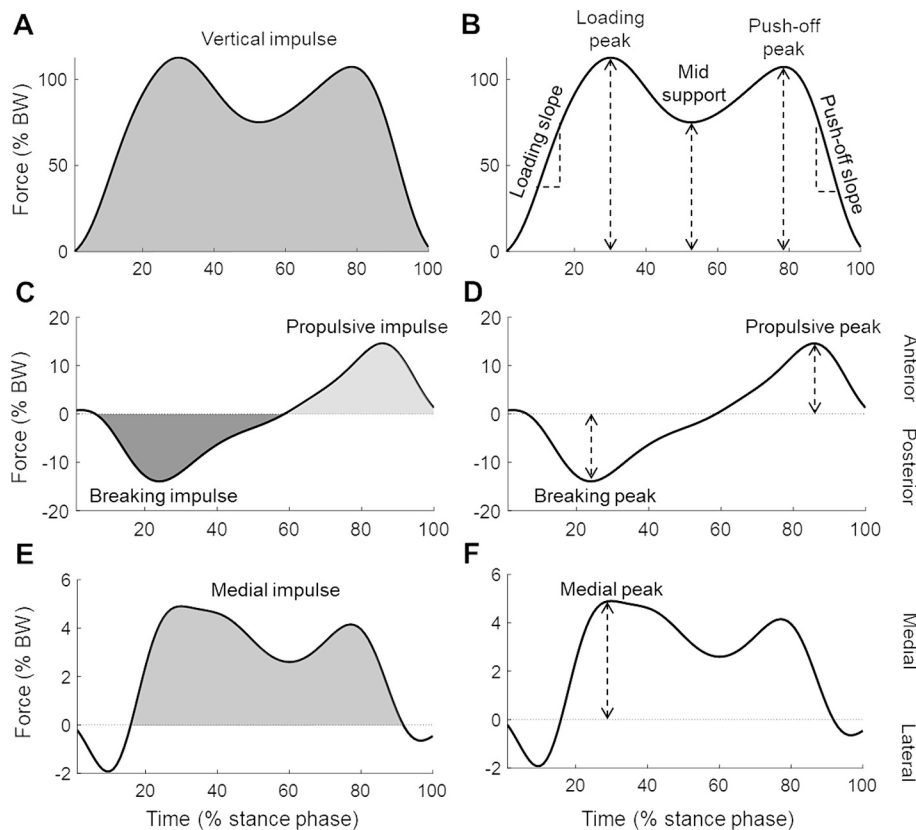 A
Vertical impulse
Force (% BW)
100
50
0
20 40 60 80 100
B
Loading
peak
Push-off
peak
Mid
support
Loading slope
Push-off slope
100
50
0
20 40 60 80 100
C
Propulsive impulse
Force (% BW)
20
10
0
-10
-20
Breaking impulse
20 40 60 80 100
D
Propulsive peak
20
10
0
-10
-20
Breaking peak
20 40 60 80 100
Anterior
Posterior
E
Medial impulse
Force (% BW)
6
4
2
0
-2
20 40 60 80 100
Time (% stance phase)
F
Medial peak
6
4
2
0
-2
20 40 60 80 100
Time (% stance phase)
Medial
Lateral